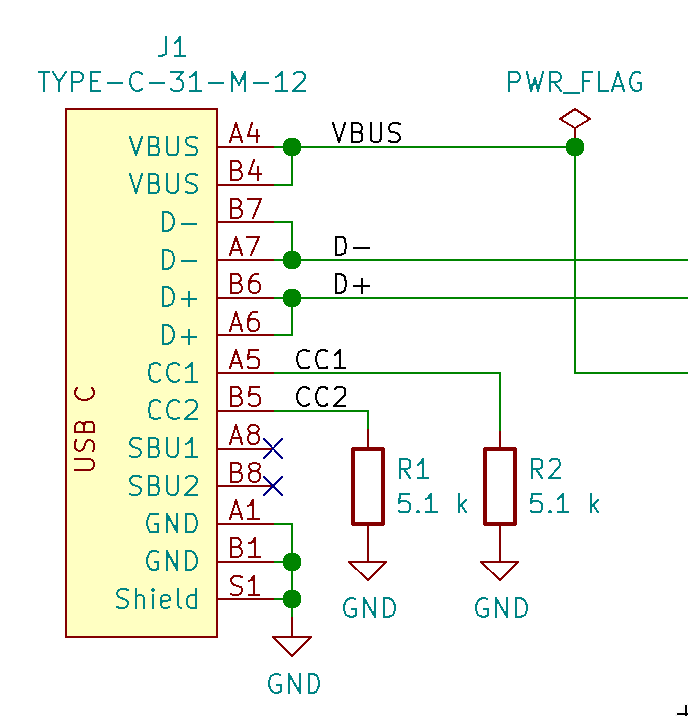 J1
TYPE-C-31-M-12
PWR_FLAG
VBUS A4 VBUS
VBUS B4
D- B7
D- A7 D-
D+ B6 D+
D+ A6
CC1 A5 CC1
CC2 B5 CC2
USB C
SBU1 A8
SBU2 B8
R1 R2
5.1 k 5.1 k
GND A1
GND B1
Shield S1
GND GND
GND